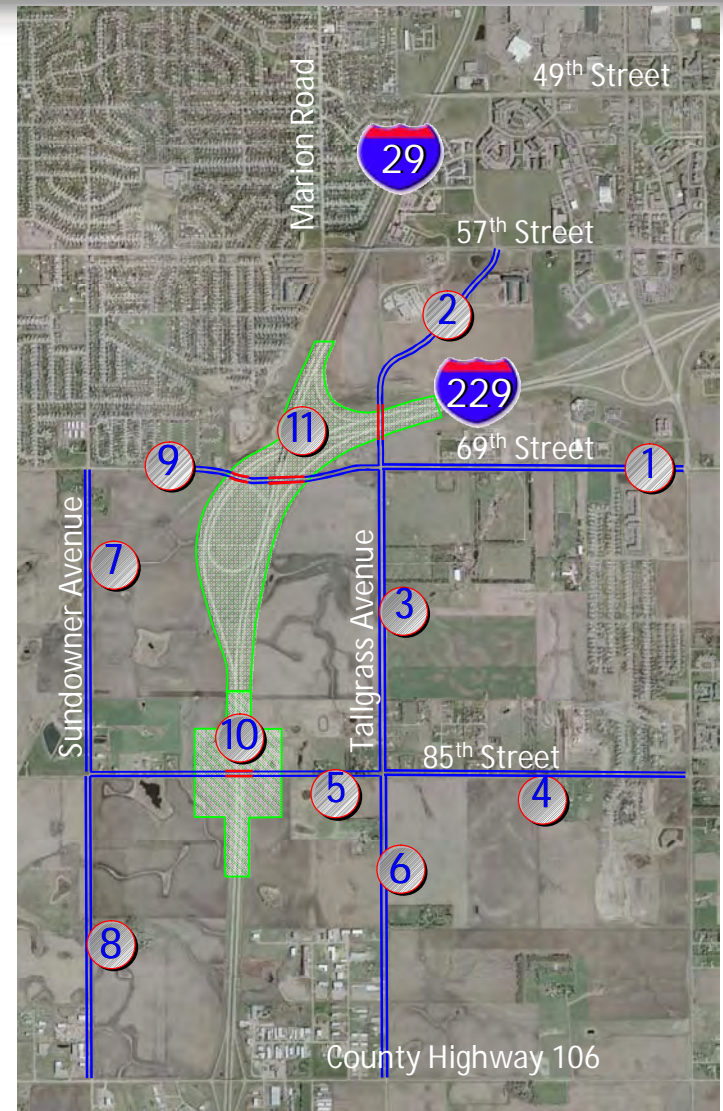 49th Street
Marion Road
29
57th Street
2
229
11
69th Street
9
1
Sundowner Avenue
7
Tallgrass Avenue
3
10
85th Street
5
4
6
8
County Highway 106